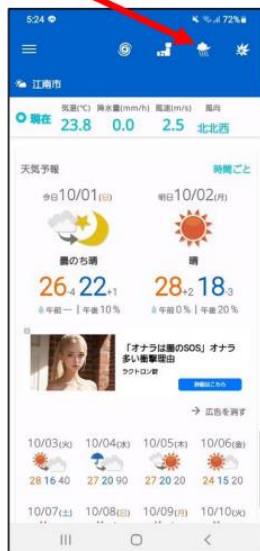 5:24 72%
江南市
現在 気温(℃) 降水量(mm/h) 風速(m/s) 風向
23.8 0.0 2.5 北北西
天気予報 時間ごと
今日10/01(日) 明日10/02(月)
曇のち晴 晴
26-4 22+1 28+2 18-3
午前 ー | 午後 10% 午前 0% | 午後 20%
「オナラは腸のSOS」オナラ
多い衝撃理由
ラクトロン錠
詳細はこちら
→ 広告を消す
10/03(火) 10/04(水) 10/05(木) 10/06(金)
28 16 40 27 20 90 27 20 20 24 15 20
10/07(土) 10/08(日) 10/09(月) 10/10(火)